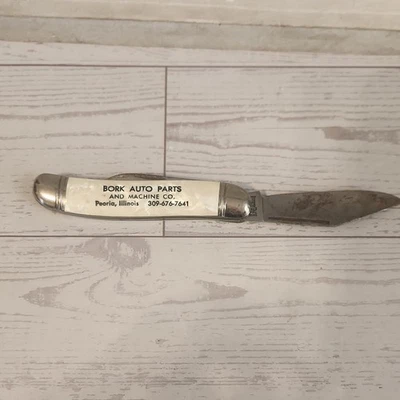 BORK AUTO PARTS
AND MACHINE CO.
Peoria, Illinois 309-676-7641